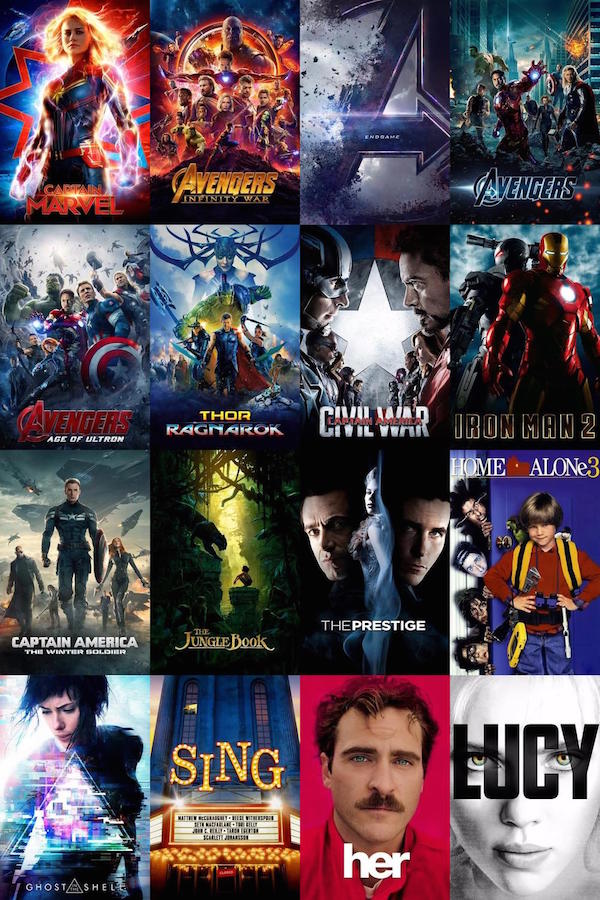 CAPTAIN
MARVEL
AVENGERS
INFINITY WAR
ENDGAME
AVENGERS
AVENGERS
AGE OF ULTRON
THOR
RAGNAROK
CAPTAIN AMERICA
CIVIL WAR
IRON MAN 2
CAPTAIN AMERICA
THE WINTER SOLDIER
THE
JUNGLE BOOK
THE PRESTIGE
HOME ALONe3
GHOST IN THE SHELL
SING
MATTHEW McCONAUGHEY • REESE WITHERSPOON
SETH MACFARLANE • TORI KELLY
JOHN C. REILLY • TARON EGERTON
SCARLETT JOHANSSON
CLOSED
her
LUCY